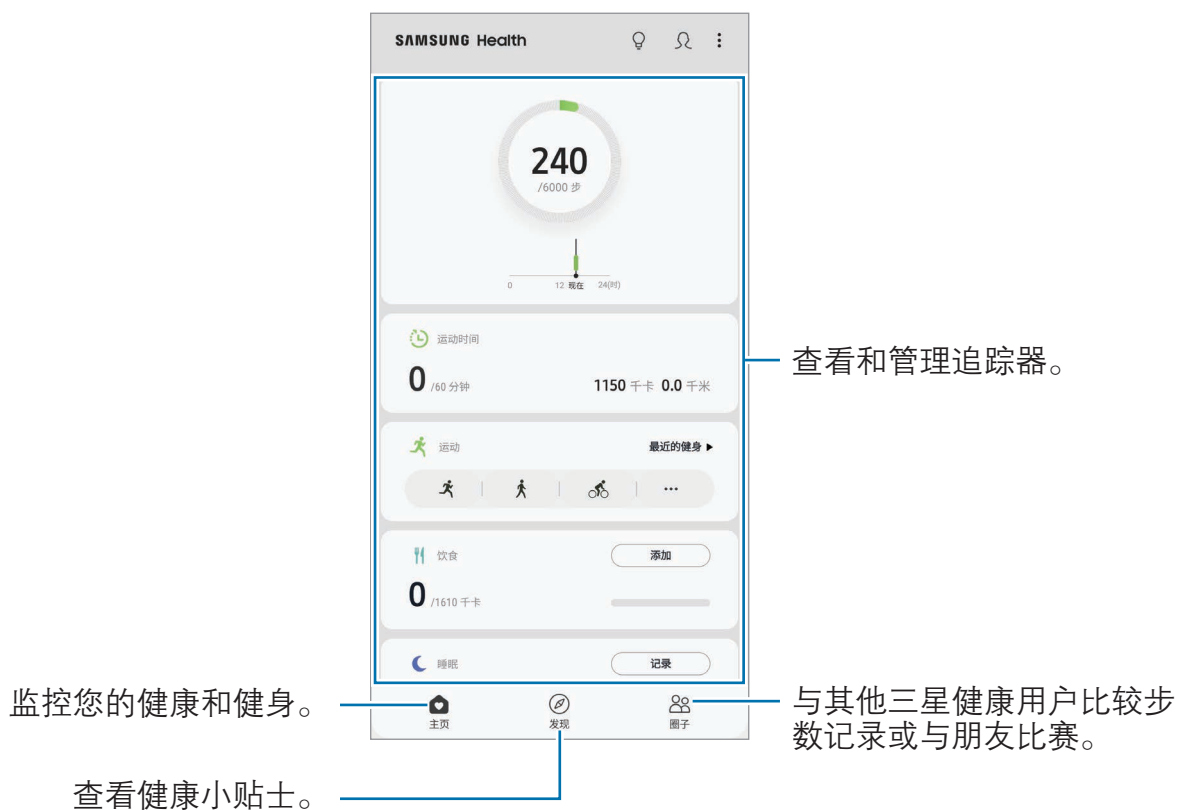 SAMSUNG Health
240
/6000 步
0 12 现在 24(时)
运动时间
0 /60 分钟 1150 千卡 0.0 千米
查看和管理追踪器。
运动 最近的健身
饮食 添加
0 /1610 千卡
睡眠 记录
主页 发现 圈子
监控您的健康和健身。
与其他三星健康用户比较步
数记录或与朋友比赛。
查看健康小贴士。